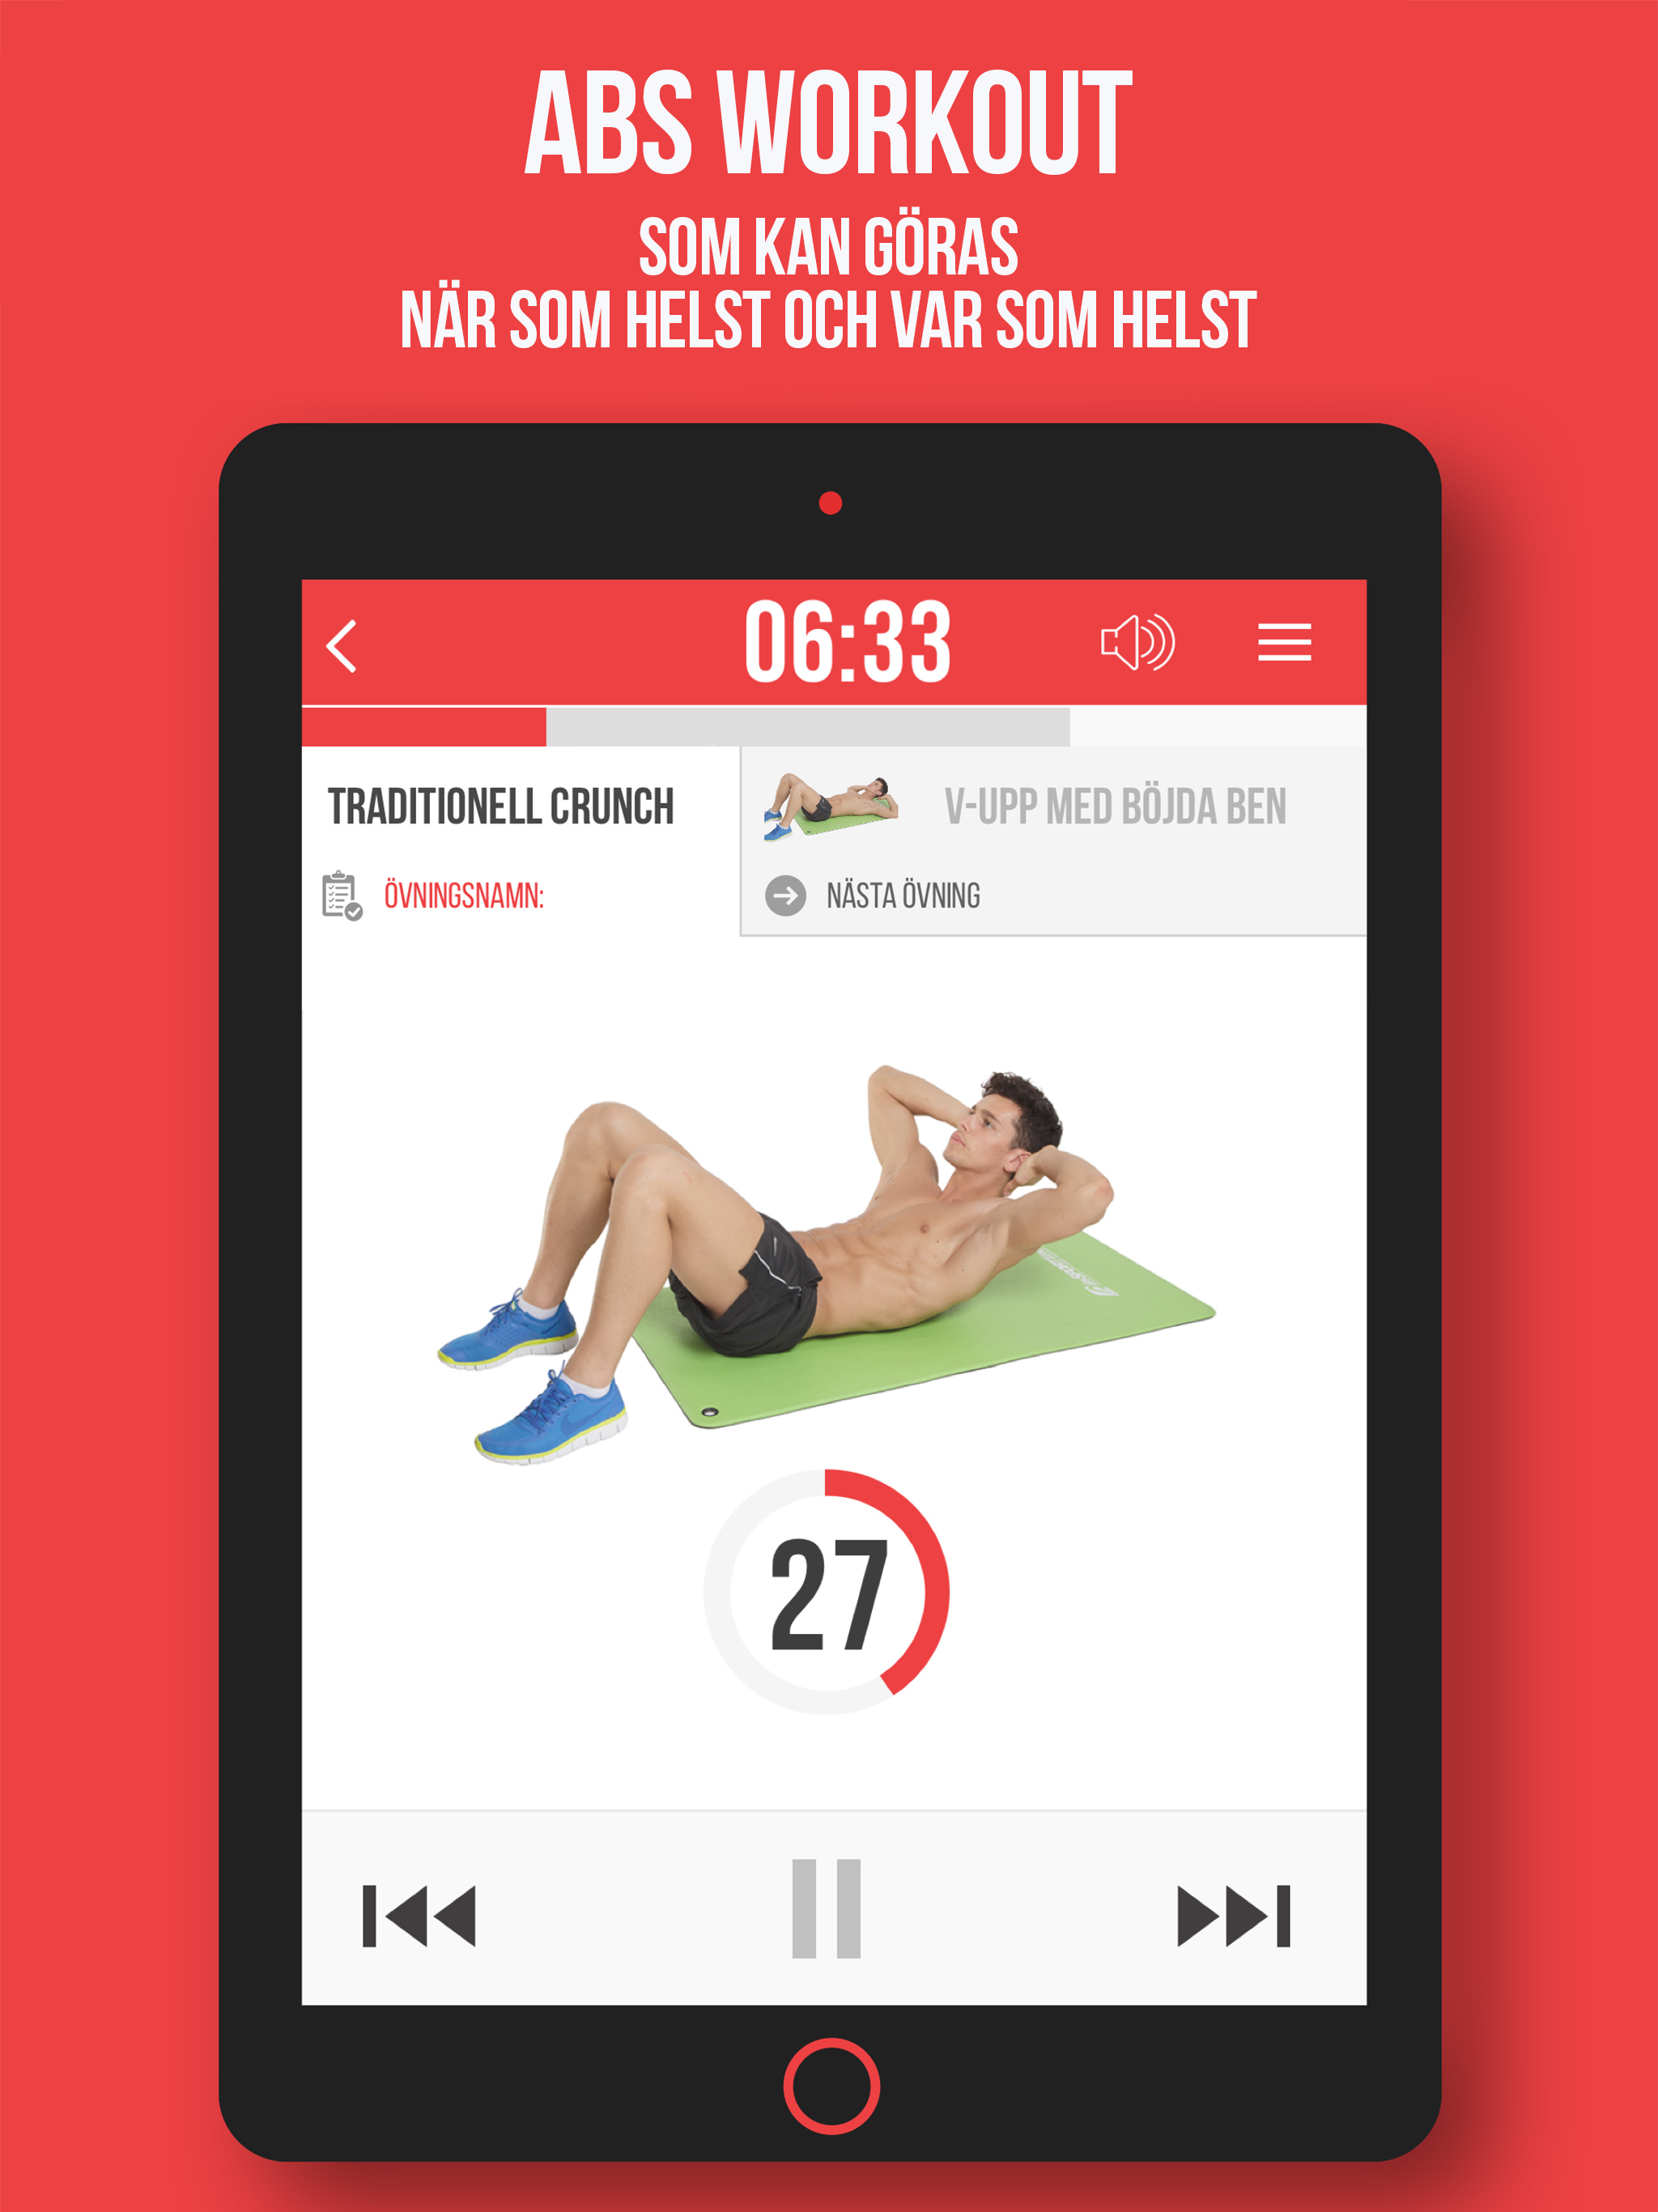 ABS WORKOUT
SOM KAN GÖRAS
NÄR SOM HELST OCH VAR SOM HELST
06:33
TRADITIONELL CRUNCH
ÖVNINGSNAMN:
V-UPP MED BÖJDA BEN
NÄSTA ÖVNING
27